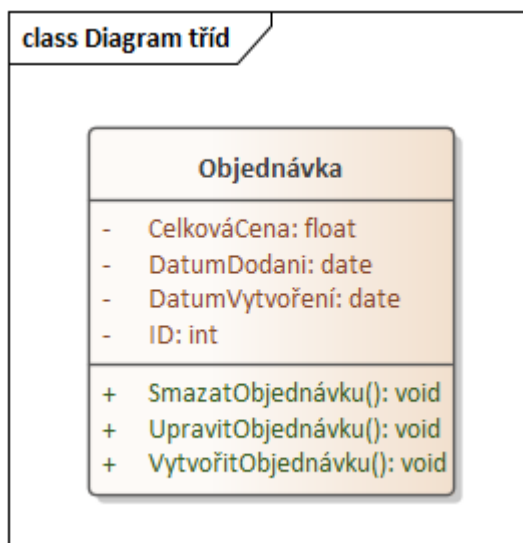 class Diagram tříd
Objednávka
- CelkováCena: float
- DatumDodani: date
- DatumVytvoření: date
- ID: int
+ SmazatObjednávku(): void
+ UpravitObjednávku(): void
+ VytvořitObjednávku(): void